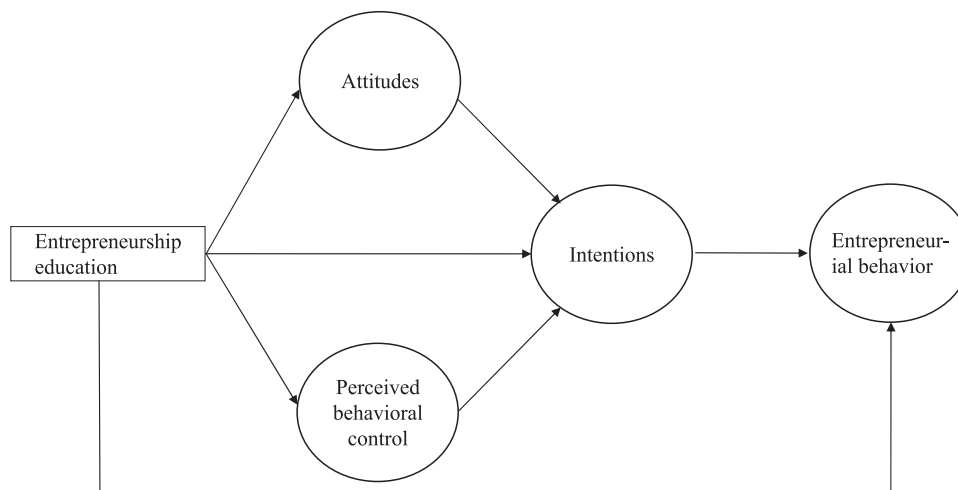 Attitudes
Entrepreneurship
education
Intentions
Entrepreneur-
ial behavior
Perceived
behavioral
control